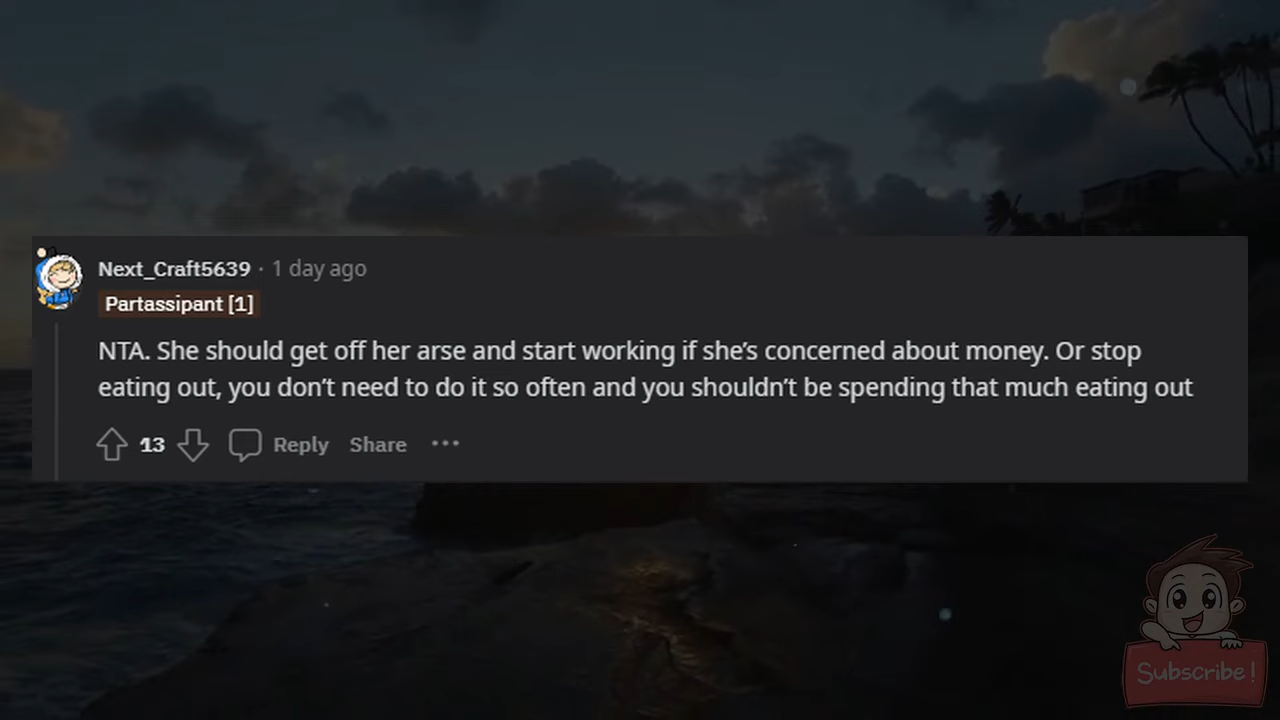 Next_Craft5639 · 1 day ago
Partassipant [1]
NTA. She should get off her arse and start working if she's concerned about money. Or stop
eating out, you don't need to do it so often and you shouldn't be spending that much eating out
13 Reply Share ···
Subscribe!